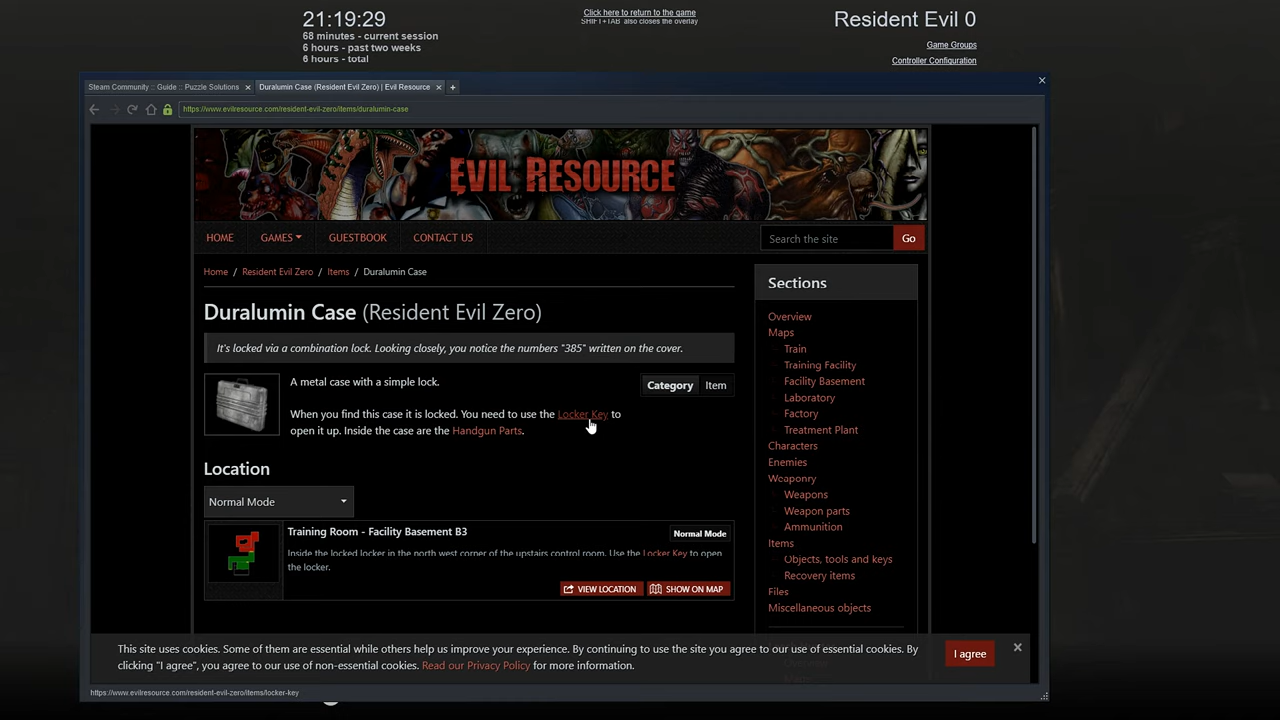 21:19:29
68 minutes - current session
6 hours - past two weeks
6 hours - total
Click here to return to the game
SHIFT+TAB also closes the overlay
Resident Evil 0
Game Groups
Controller Configuration
Steam Community :: Guide :: Puzzle Solutions
Duralumin Case (Resident Evil Zero) | Evil Resource
https://www.evilresource.com/resident-evil-zero/items/duralumin-case
EVIL RESOURCE
HOME GAMES GUESTBOOK CONTACT US
Search the site Go
Home / Resident Evil Zero / Items / Duralumin Case
Duralumin Case (Resident Evil Zero)
It's locked via a combination lock. Looking closely, you notice the numbers "385" written on the cover.
A metal case with a simple lock.
Category Item
When you find this case it is locked. You need to use the Locker Key to
open it up. Inside the case are the Handgun Parts.
Location
Normal Mode
Training Room - Facility Basement B3
Normal Mode
Inside the locked locker in the north west corner of the upstairs control room. Use the Locker Key to open
the locker.
VIEW LOCATION SHOW ON MAP
Sections
Overview
Maps
Train
Training Facility
Facility Basement
Laboratory
Factory
Treatment Plant
Characters
Enemies
Weaponry
Weapons
Weapon parts
Ammunition
Items
Objects, tools and keys
Recovery items
Files
Miscellaneous objects
This site uses cookies. Some of them are essential while others help us improve your experience. By continuing the site you agree to our use of essential cookies. By
clicking "I agree", you agree to our use of non-essential cookies. Read our Privacy Policy for more information.
I agree
https://www.evilresource.com/resident-evil-zero/items/locker-key